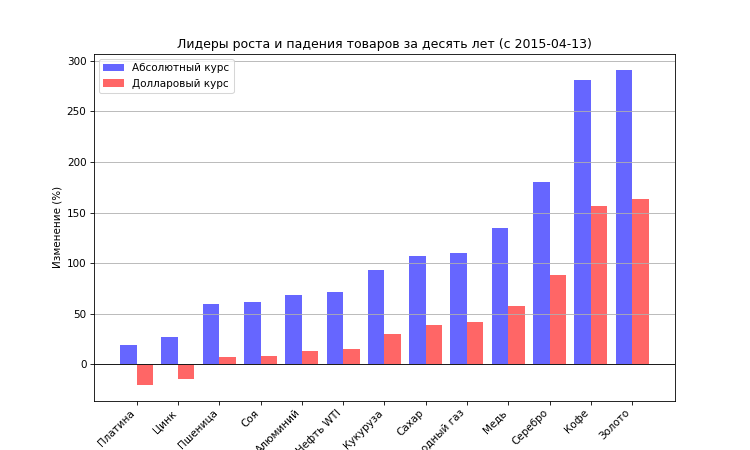 Лидеры роста и падения товаров за десять лет (с 2015-04-13)
Абсолютный курс
Долларовый курс
Изменение (%)
300
250
200
150
100
50
0
Платина
Цинк
Пшеница
Соя
Алюминий
Нефть WTI
Кукуруза
Сахар
одный газ
Медь
Серебро
Кофе
Золото